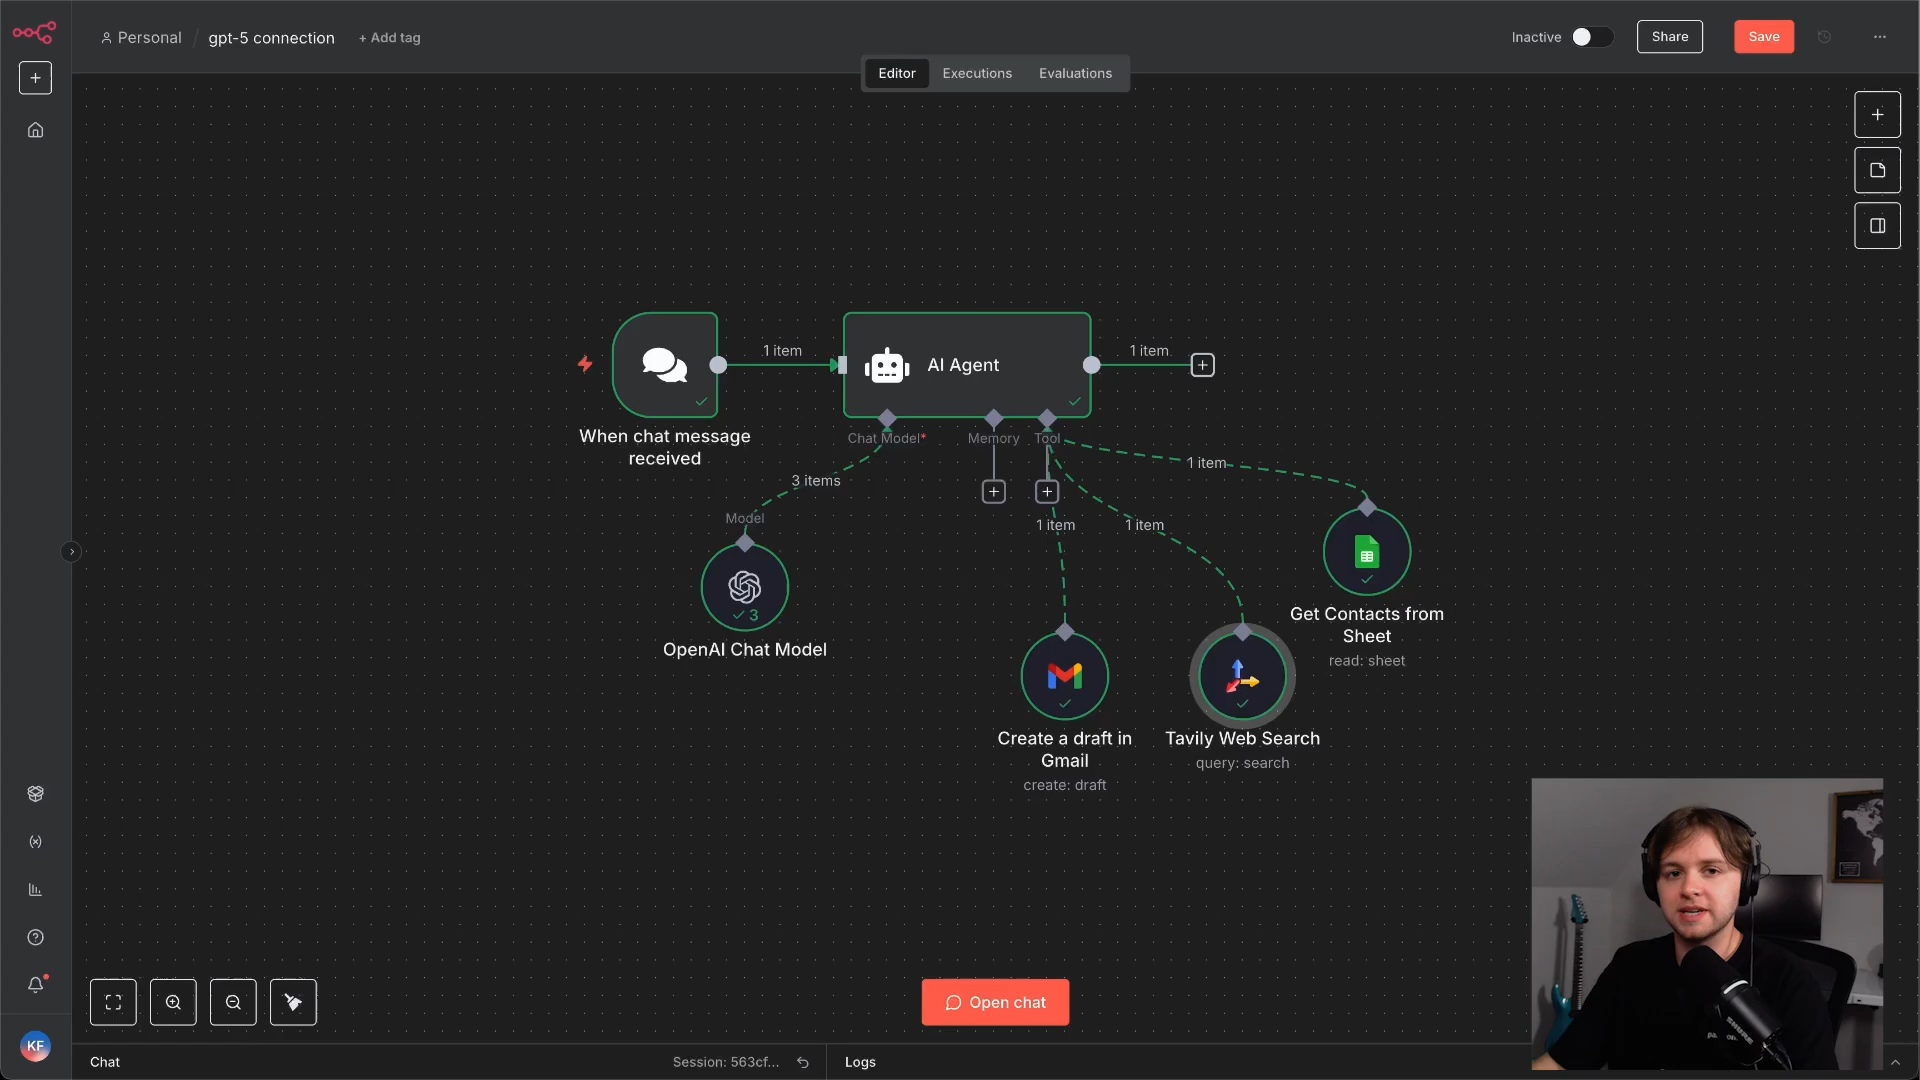 Personal / gpt-5 connection + Add tag
Inactive
Share
Save
Editor Executions Evaluations
1 item
AI Agent
1 item
When chat message
received
Chat Model*
Memory
Tool
1 item
3 items
Model
1 item
1 item
3
OpenAI Chat Model
Get Contacts from
Sheet
read: sheet
Create a draft in
Gmail
create: draft
Tavily Web Search
query: search
Open chat
KF
Chat
Session: 563cf...
Logs
SHURE